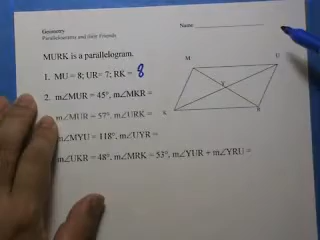 Geometry
Parallelograms and their Friends
Name
MURK is a parallelogram.
1. MU = 8; UR= 7; RK = 8
2. m∠MUR = 45°, m∠MKR =
m∠MUR = 57°, m∠URK =
m∠MYU = 118°, m∠UYR =
m∠UKR = 48°, m∠MRK = 53°, m∠YUR + m∠YRU =
M
U
Y
K
R